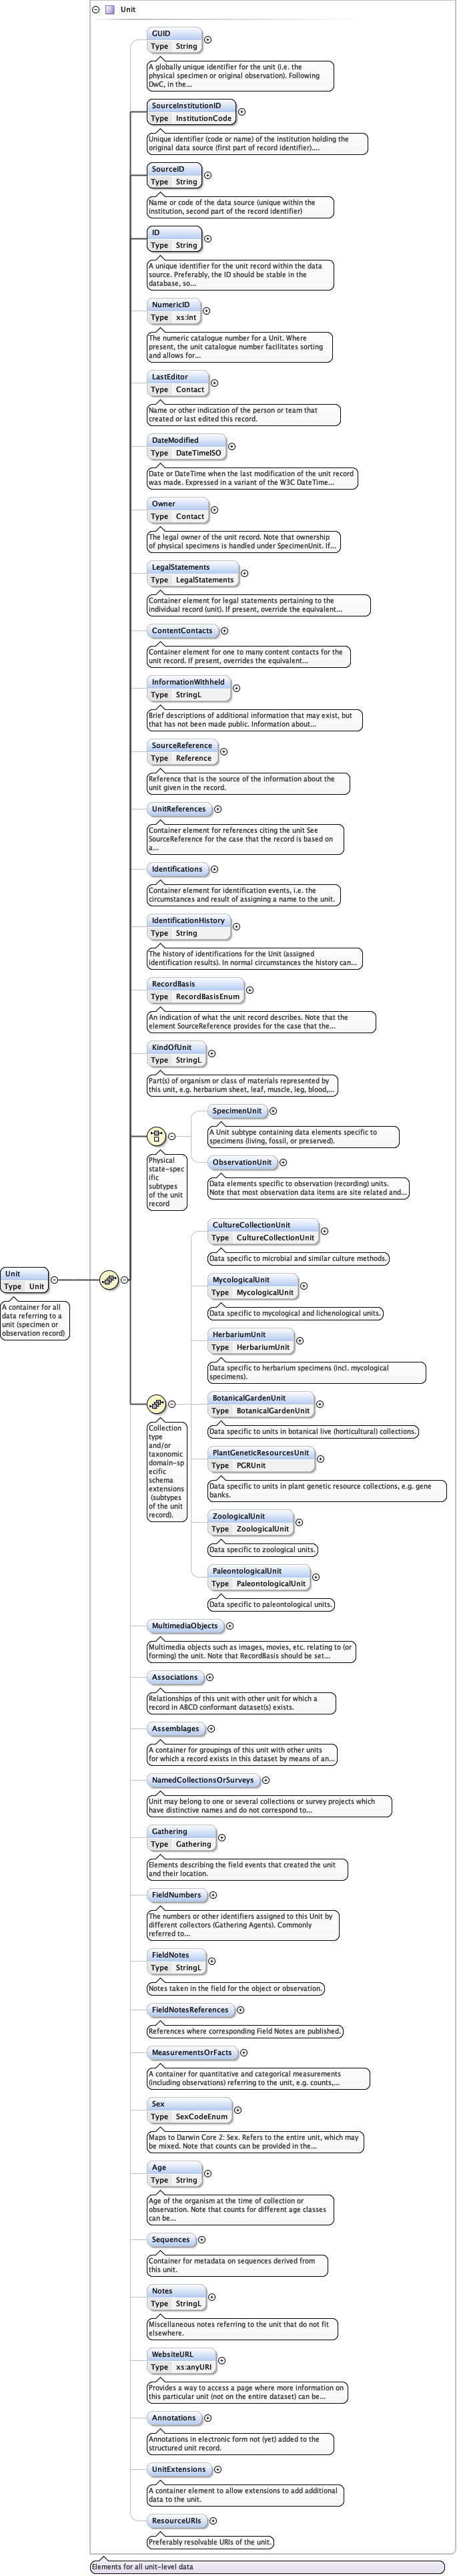 Unit
GUID
Type String
A globally unique identifier for the unit (i.e. the
physical specimen or original observation). Following
DwC, in the...
SourceInstitutionID
Type InstitutionCode
Unique identifier (code or name) of the institution holding the
original data source (first part of record identifier)....
SourceID
Type String
Name or code of the data source (unique within the
institution, second part of the record identifier)
ID
Type String
A unique identifier for the unit record within the data
source. Preferably, the ID should be stable in the
database, so...
NumericID
Type xs:int
The numeric catalogue number for a Unit. Where
present, the unit catalogue number facilitates sorting
and allows for...
LastEditor
Type Contact
Name or other indication of the person or team that
created or last edited this record.
DateModified
Type DateTimeISO
Date or DateTime when the last modification of the unit record
was made. Expressed in a variant of the W3C DateTime...
Owner
Type Contact
The legal owner of the unit record. Note that ownership
of physical specimens is handled under SpecimenUnit. If...
LegalStatements
Type LegalStatements
Container element for legal statements pertaining to the
individual record (unit). If present, override the equivalent...
ContentContacts
Container element for one to many content contacts for the
unit record. If present, overrides the equivalent...
InformationWithheld
Type StringL
Brief descriptions of additional information that may exist, but
that has not been made public. Information about...
SourceReference
Type Reference
Reference that is the source of the information about the
unit given in the record.
UnitReferences
Container element for references citing the unit See
SourceReference for the case that the record is based on
a...
Identifications
Container element for identification events, i.e. the
circumstances and result of assigning a name to the unit.
IdentificationHistory
Type String
The history of identifications for the Unit (assigned
identification results). In normal circumstances the history can...
RecordBasis
Type RecordBasisEnum
An indication of what the unit record describes. Note that the
element SourceReference provides for the case that the...
KindOfUnit
Type StringL
Part(s) of organism or class of materials represented by
this unit, e.g. herbarium sheet, leaf, muscle, leg, blood,...
Physical
state-spec
ific
subtypes
of the unit
record
SpecimenUnit
A Unit subtype containing data elements specific to
specimens (living, fossil, or preserved).
ObservationUnit
Data elements specific to observation (recording) units.
Note that most observation data items are site related and...
Unit
Type Unit
A container for all
data referring to a
unit (specimen or
observation record)
Collection
type
and/or
taxonomic
domain-sp
ecific
schema
extensions
(subtypes
of the unit
record).
CultureCollectionUnit
Type CultureCollectionUnit
Data specific to microbial and similar culture methods.
MycologicalUnit
Type MycologicalUnit
Data specific to mycological and lichenological units.
HerbariumUnit
Type HerbariumUnit
Data specific to herbarium specimens (incl. mycological
specimens).
BotanicalGardenUnit
Type BotanicalGardenUnit
Data specific to units in botanical live (horticultural) collections.
PlantGeneticResourcesUnit
Type PGRUnit
Data specific to units in plant genetic resource collections, e.g. gene
banks.
ZoologicalUnit
Type ZoologicalUnit
Data specific to zoological units.
PaleontologicalUnit
Type PaleontologicalUnit
Data specific to paleontological units.
MultimediaObjects
Multimedia objects such as images, movies, etc. relating to (or
forming) the unit. Note that RecordBasis should be set...
Associations
Relationships of this unit with other unit for which a
record in ABCD conformant dataset(s) exists.
Assemblages
A container for groupings of this unit with other units
for which a record exists in this dataset by means of an...
NamedCollectionsOrSurveys
Unit may belong to one or several collections or survey projects which
have distinctive names and do not correspond to...
Gathering
Type Gathering
Elements describing the field events that created the unit
and their location.
FieldNumbers
The numbers or other identifiers assigned to this Unit by
different collectors (Gathering Agents). Commonly
referred to...
FieldNotes
Type StringL
Notes taken in the field for the object or observation.
FieldNotesReferences
References where corresponding Field Notes are published.
MeasurementsOrFacts
A container for quantitative and categorical measurements
(including observations) referring to the unit, e.g. counts,...
Sex
Type SexCodeEnum
Maps to Darwin Core 2: Sex. Refers to the entire unit, which may
be mixed. Note that counts can be provided in the...
Age
Type String
Age of the organism at the time of collection or
observation. Note that counts for different age classes
can be...
Sequences
Container for metadata on sequences derived from
this unit.
Notes
Type StringL
Miscellaneous notes referring to the unit that do not fit
elsewhere.
WebsiteURL
Type xs:anyURI
Provides a way to access a page where more information on
this particular unit (not on the entire dataset) can be...
Annotations
Annotations in electronic form not (yet) added to the
structured unit record.
UnitExtensions
A container element to allow extensions to add additional
data to the unit.
ResourceURIs
Preferably resolvable URIs of the unit.
Elements for all unit-level data